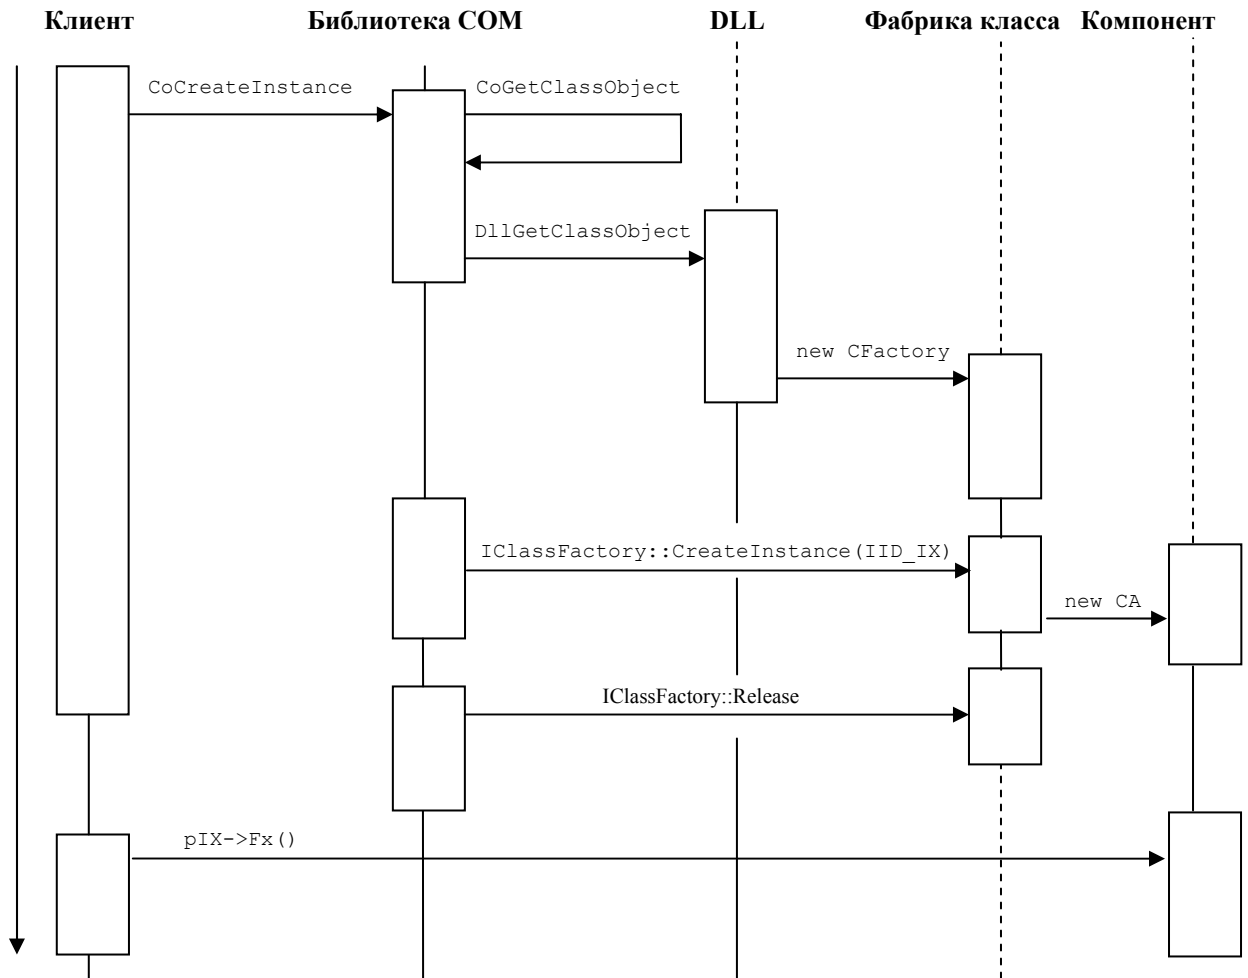 Клиент
Библиотека COM
DLL
Фабрика класса
Компонент
CoCreateInstance
CoGetClassObject
DllGetClassObject
new CFactory
IClassFactory::CreateInstance(IID_IX)
new CA
IClassFactory::Release
pIX->Fx()